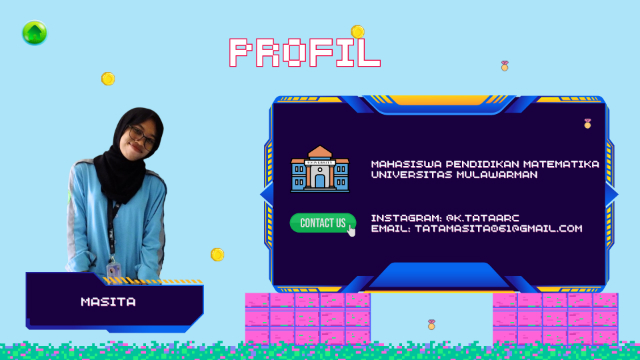 PROFIL
MAHASISWA PENDIDIKAN MATEMATIKA
UNIVERSITAS MULAWARMAN
CONTACT US
INSTAGRAM: @K.TATAARC
EMAIL: TATAMASITA061@GMAIL.COM
MASITA